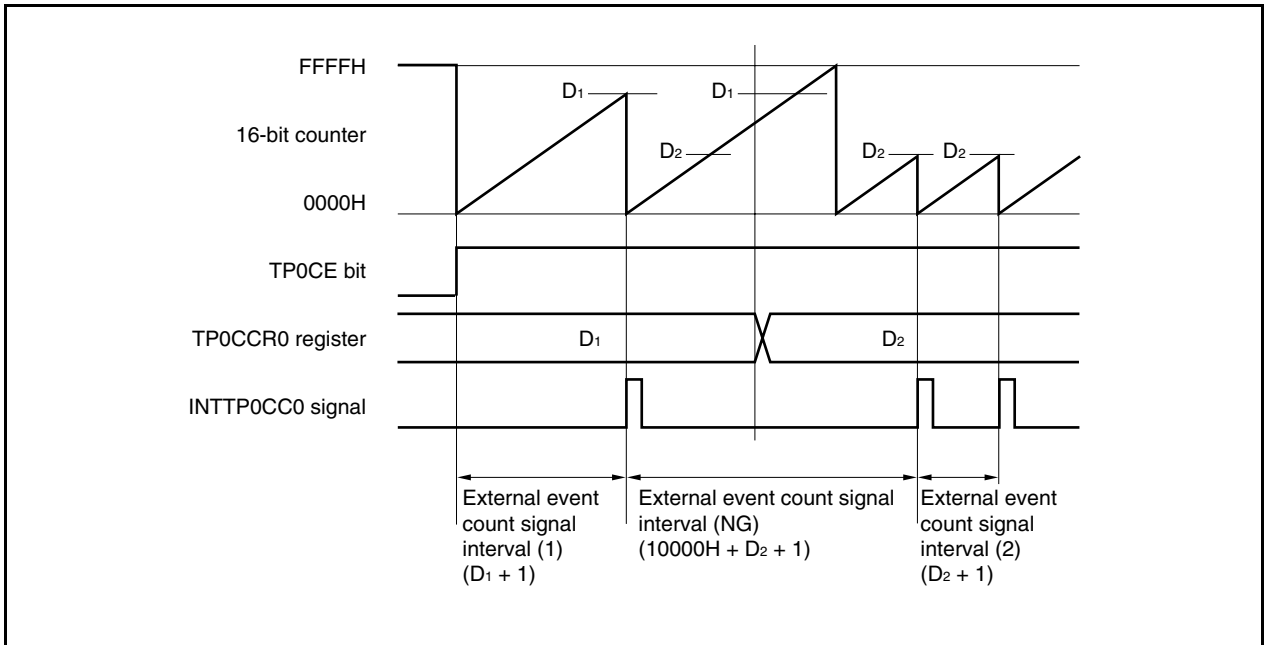 FFFFH
D1
D1
16-bit counter
D2
D2
D2
0000H
TP0CE bit
TP0CCR0 register
D1
D2
INTTP0CC0 signal
External event
count signal
interval (1)
(D1 + 1)
External event count signal
interval (NG)
(10000H + D2 + 1)
External event
count signal
interval (2)
(D2 + 1)